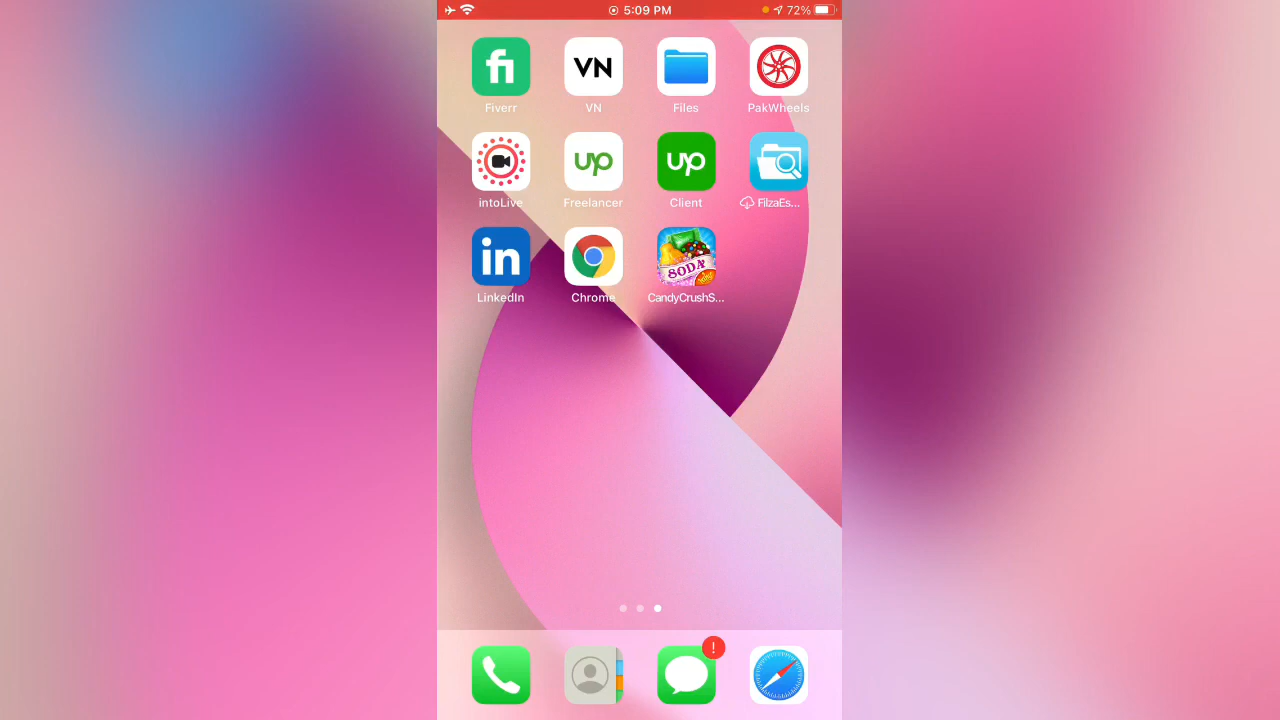 5:09 PM
72%
fi
VN
Fiverr
VN
Files
PakWheels
up
up
intoLive
Freelancer
Client
FilzaEs...
in
SODA
LinkedIn
Chrome
CandyCrushS...
!